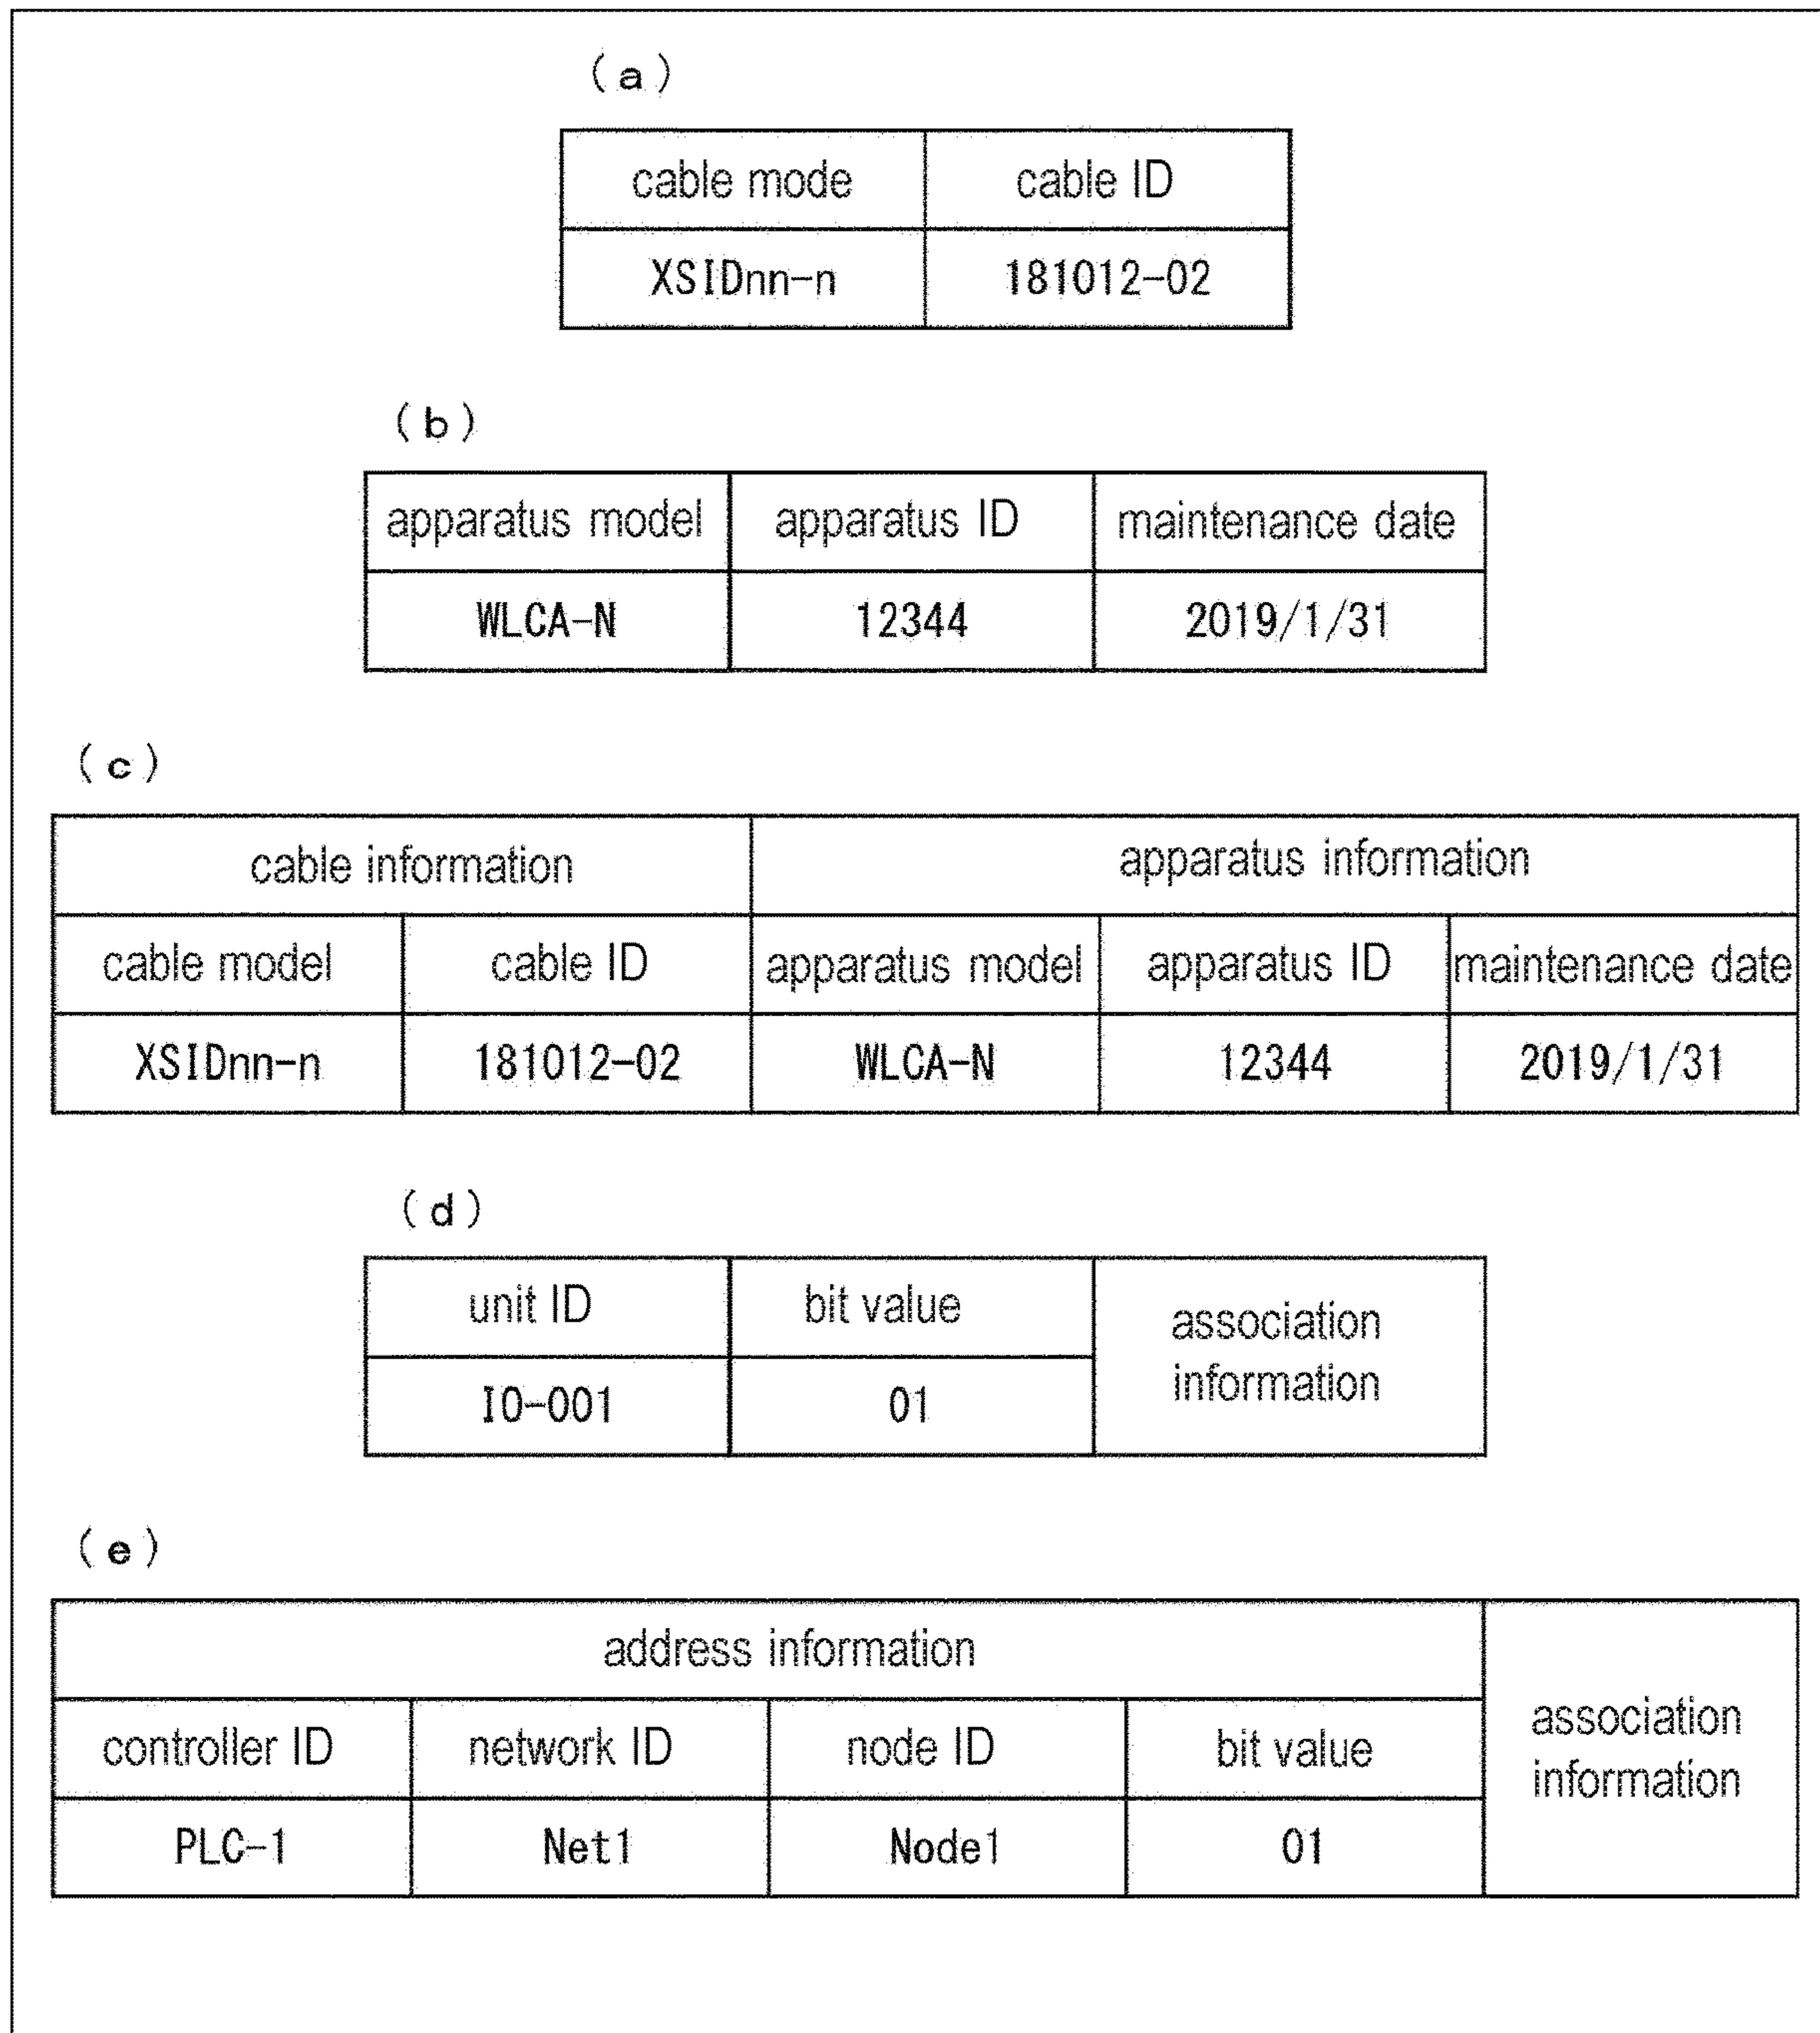 (a)
cable mode cable ID
XSIDnn-n 181012-02
(b)
apparatus model apparatus ID maintenance date
WLCA-N 12344 2019/1/31
(c)
cable information apparatus information
cable model cable ID apparatus model apparatus ID maintenance date
XSIDnn-n 181012-02 WLCA-N 12344 2019/1/31
(d)
unit ID bit value
association
information
IO-001 01
(e)
address information
controller ID network ID node ID bit value
association
information
PLC-1 Net1 Node1 01